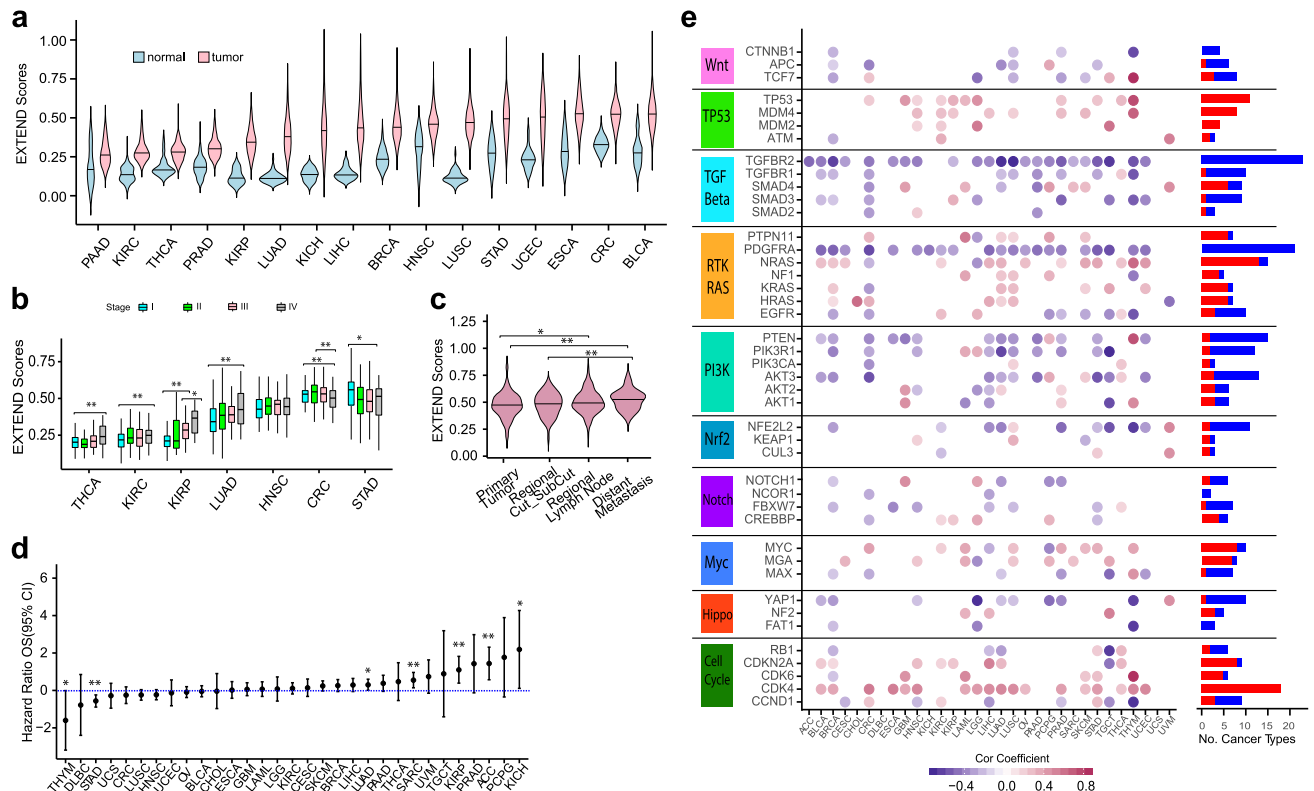 a
EXTEND Scores
1.00
0.75
0.50
0.25
0.00
normal
tumor
PAAD
KIRC
THCA
PRAD
KIRP
LUAD
KICH
LIHC
BRCA
HNSC
LUSC
STAD
UCEC
ESCA
CRC
BLCA
b
Stage I II III IV
EXTEND Scores
0.75
0.50
0.25
**
**
**
*
**
**
**
*
THCA
KIRC
KIRP
LUAD
HNSC
CRC
STAD
c
EXTEND Scores
1.25
1.00
0.75
0.50
0.25
0.00
*
**
**
Primary
Tumor
Regional
Cut_SubCut
Regional
Lymph Node
Distant
Metastasis
d
Hazard Ratio OS(95% CI)
6
4
2
0
−2
*
**
*
**
**
**
*
THYM
DLBC
STAD
UCS
CRC
LUSC
HNSC
UCEC
OV
BLCA
CHOL
ESCA
GBM
LAML
LGG
KIRC
CESC
SKCM
BRCA
LIHC
LUAD
PAAD
THCA
SARC
UVM
TGCT
KIRP
PRAD
ACC
PCPG
KICH
e
Wnt
CTNNB1
APC
TCF7
TP53
TP53
MDM4
MDM2
ATM
TGF
Beta
TGFBR2
TGFBR1
SMAD4
SMAD3
SMAD2
RTK
RAS
PTPN11
PDGFRA
NRAS
NF1
KRAS
HRAS
EGFR
PI3K
PTEN
PIK3R1
PIK3CA
AKT3
AKT2
AKT1
Nrf2
NFE2L2
KEAP1
CUL3
Notch
NOTCH1
NCOR1
FBXW7
CREBBP
Myc
MYC
MGA
MAX
Hippo
YAP1
NF2
FAT1
Cell
Cycle
RB1
CDKN2A
CDK6
CDK4
CCND1
ACC
BLCA
BRCA
CESC
CHOL
CRC
DLBC
ESCA
GBM
HNSC
KICH
KIRC
KIRP
LAML
LGG
LIHC
LUAD
LUSC
OV
PAAD
PCPG
PRAD
SARC
SKCM
STAD
TGCT
THCA
THYM
UCEC
UCS
UVM
0 5 10 15 20
No. Cancer Types
Cor Coefficient
−0.4 0.0 0.4 0.8